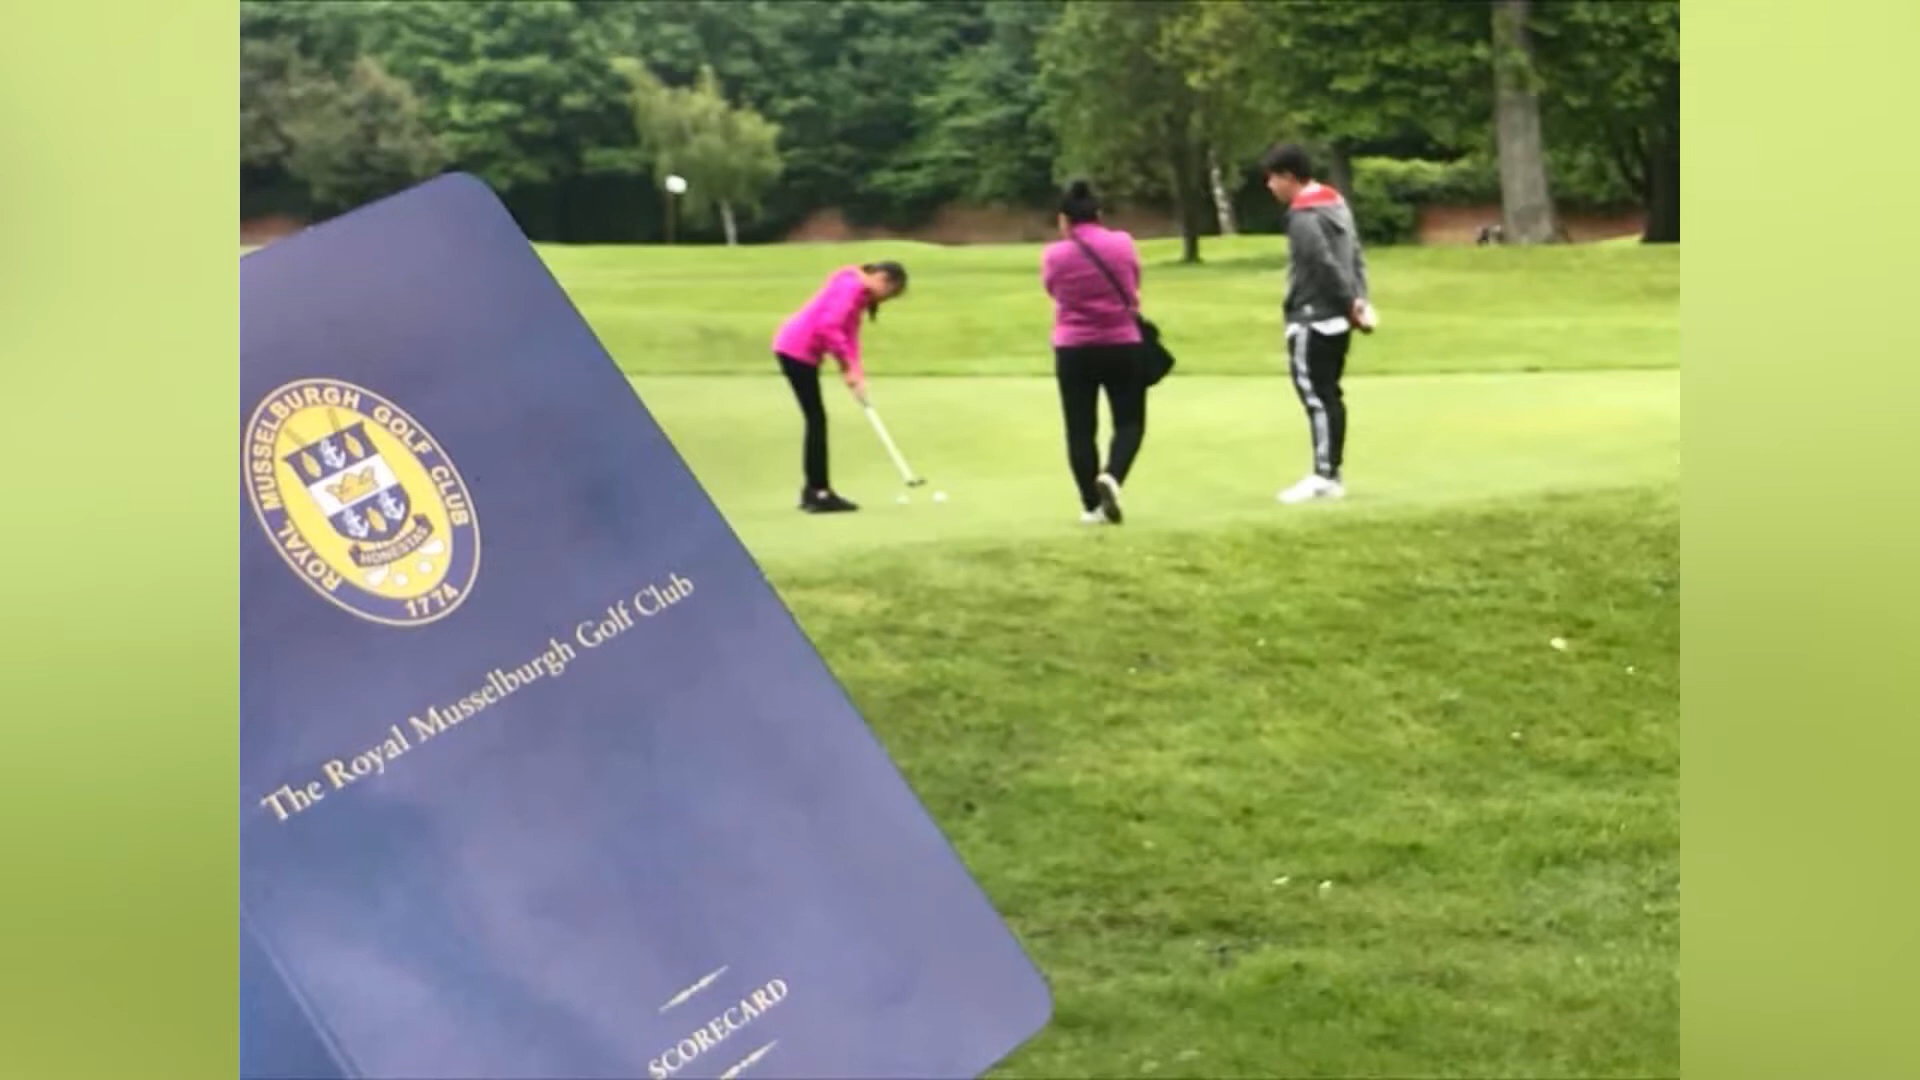 ROYAL MUSSELBURGH GOLF CLUB
HONESTAS
1774
The Royal Musselburgh Golf Club
SCORECARD